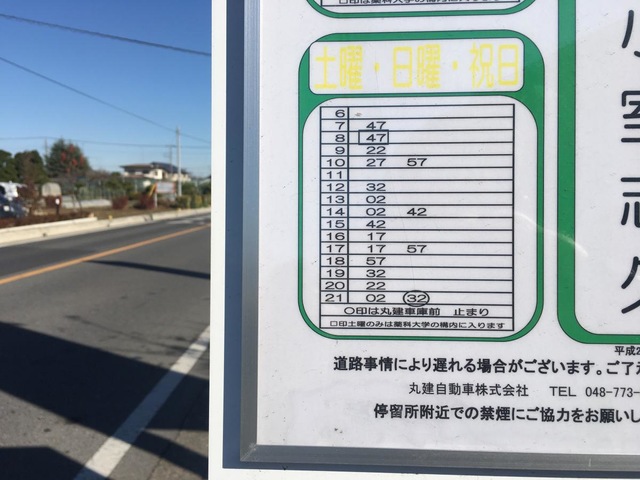 □印は薬科大学の構内に入り
土曜・日曜・祝日
6
7 47
8 47
9 22
10 27 57
11
12 32
13 02
14 02 42
15 42
16 17
17 17 57
18 57
19 32
20 22
21 02 32
○印は丸建車庫前 止まり
□印土曜のみは薬科大学の構内に入ります
平成2
道路事情により遅れる場合がございます。ご了
丸建自動車株式会社 TEL 048-773-
停留所附近での禁煙にご協力をお願いし